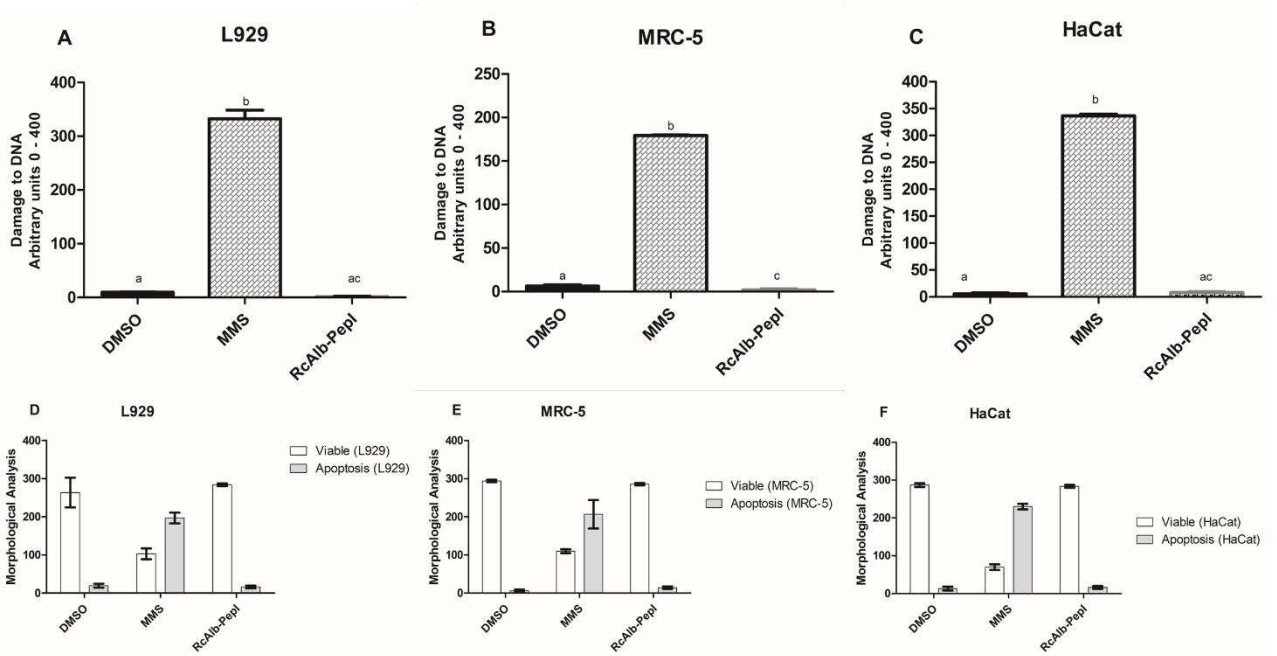 A
L929
Damage to DNA
Arbitrary units 0 - 400
400
300
200
100
0
a
b
ac
DMSO
MMS
RcAlb-PepI
B
MRC-5
Damage to DNA
Arbitrary units 0 - 400
250
200
150
100
50
0
a
b
c
DMSO
MMS
RcAlb-PepI
C
HaCat
Damage to DNA
Arbitrary units 0 - 400
400
350
300
250
200
150
100
50
0
a
b
ac
DMSO
MMS
RcAlb-PepI
D
L929
Morphological Analysis
400
300
200
100
0
DMSO
MMS
RcAlb-PepI
Viable (L929)
Apoptosis (L929)
E
MRC-5
Morphological Analysis
400
300
200
100
0
DMSO
MMS
RcAlb-PepI
Viable (MRC-5)
Apoptosis (MRC-5)
F
HaCat
Morphological Analysis
400
300
200
100
0
DMSO
MMS
RcAlb-PepI
Viable (HaCat)
Apoptosis (HaCat)